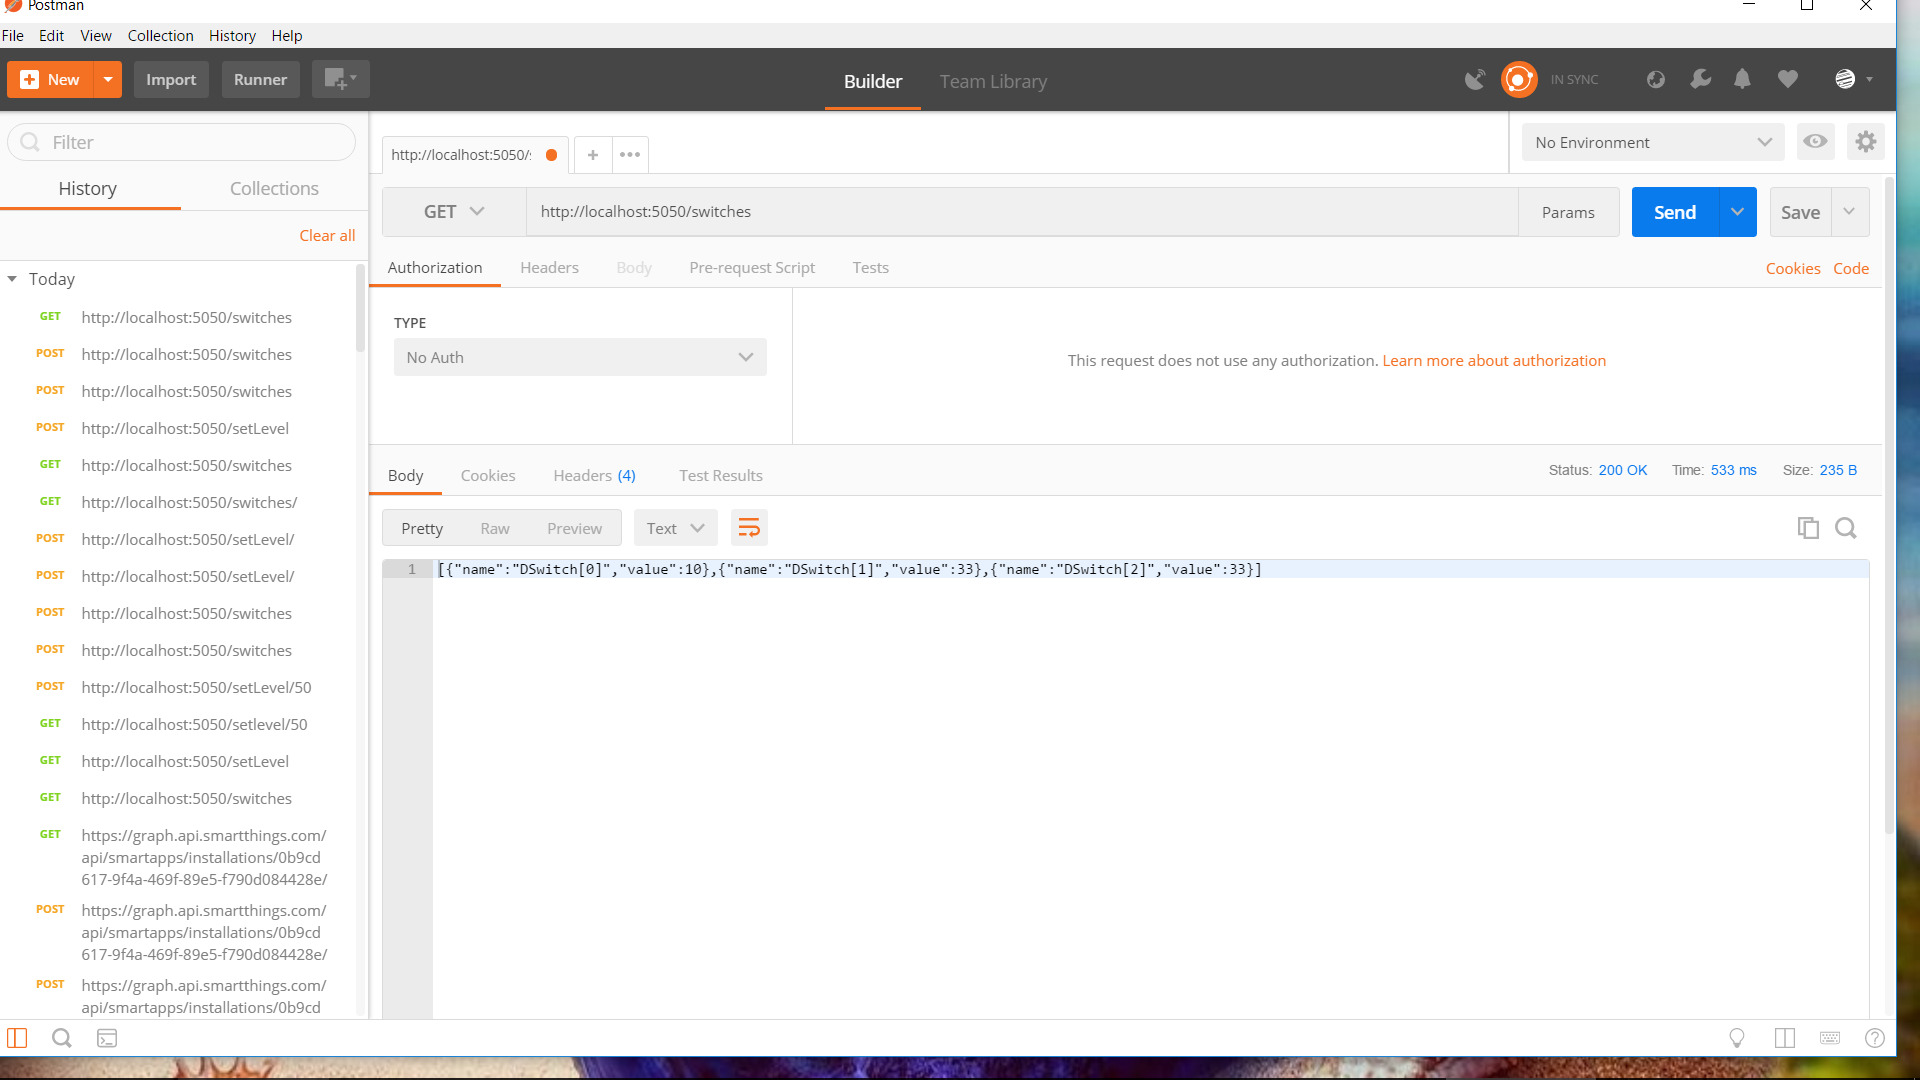 Postman
File Edit View Collection History Help
New Import Runner Builder Team Library IN SYNC
Filter
History Collections
Clear all
Today
GET http://localhost:5050/switches
POST http://localhost:5050/switches
POST http://localhost:5050/switches
POST http://localhost:5050/setLevel
GET http://localhost:5050/switches
GET http://localhost:5050/switches/
POST http://localhost:5050/setLevel/
POST http://localhost:5050/setLevel/
POST http://localhost:5050/switches
POST http://localhost:5050/switches
POST http://localhost:5050/setLevel/50
GET http://localhost:5050/setlevel/50
GET http://localhost:5050/setLevel
GET http://localhost:5050/switches
GET https://graph.api.smartthings.com/
api/smartapps/installations/0b9cd
617-9f4a-469f-89e5-f790d084428e/
POST https://graph.api.smartthings.com/
api/smartapps/installations/0b9cd
617-9f4a-469f-89e5-f790d084428e/
POST https://graph.api.smartthings.com/
api/smartapps/installations/0b9cd
http://localhost:5050/
No Environment
GET http://localhost:5050/switches Params Send Save
Authorization Headers Body Pre-request Script Tests Cookies Code
TYPE
No Auth
This request does not use any authorization. Learn more about authorization
Body Cookies Headers (4) Test Results Status: 200 OK Time: 533 ms Size: 235 B
Pretty Raw Preview Text
1 [{"name":"DSwitch[0]","value":10},{"name":"DSwitch[1]","value":33},{"name":"DSwitch[2]","value":33}]